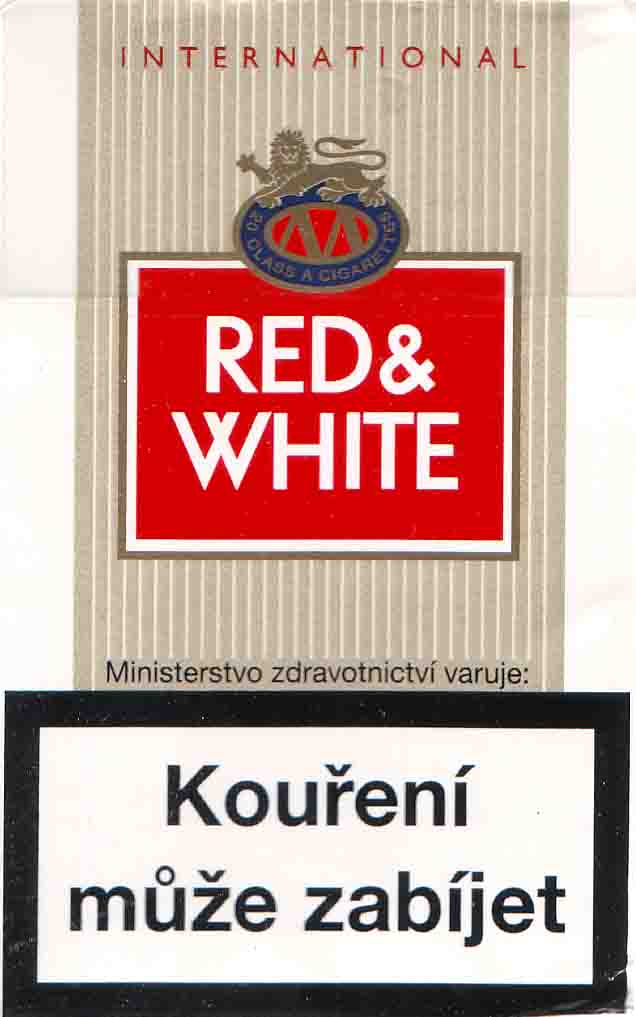 INTERNATIONAL
M
20 CLASS A CIGARETTES
RED &
WHITE
Ministerstvo zdravotnictví varuje:
Kouření
může zabíjet